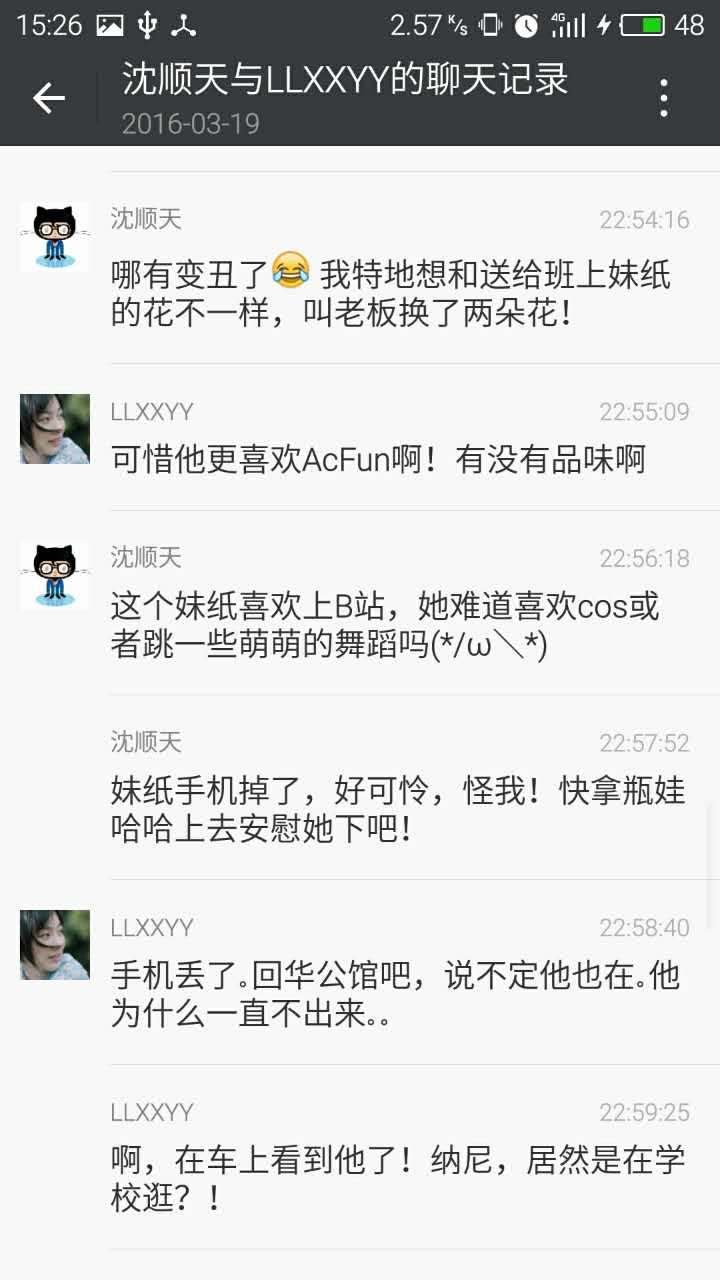 15:26 2.57 K/s 4G 48
沈顺天与LLXXYY的聊天记录
2016-03-19
沈顺天 22:54:16
哪有变丑了😂 我特地想和送给班上妹纸
的花不一样，叫老板换了两朵花！
LLXXYY 22:55:09
可惜他更喜欢AcFun啊！有没有品味啊
沈顺天 22:56:18
这个妹纸喜欢上B站，她难道喜欢cos或
者跳一些萌萌的舞蹈吗(*/ω＼*)
沈顺天 22:57:52
妹纸手机掉了，好可怜，怪我！快拿瓶娃
哈哈上去安慰她下吧！
LLXXYY 22:58:40
手机丢了。回华公馆吧，说不定他也在。他
为什么一直不出来。。
LLXXYY 22:59:25
啊，在车上看到他了！纳尼，居然是在学
校逛？！